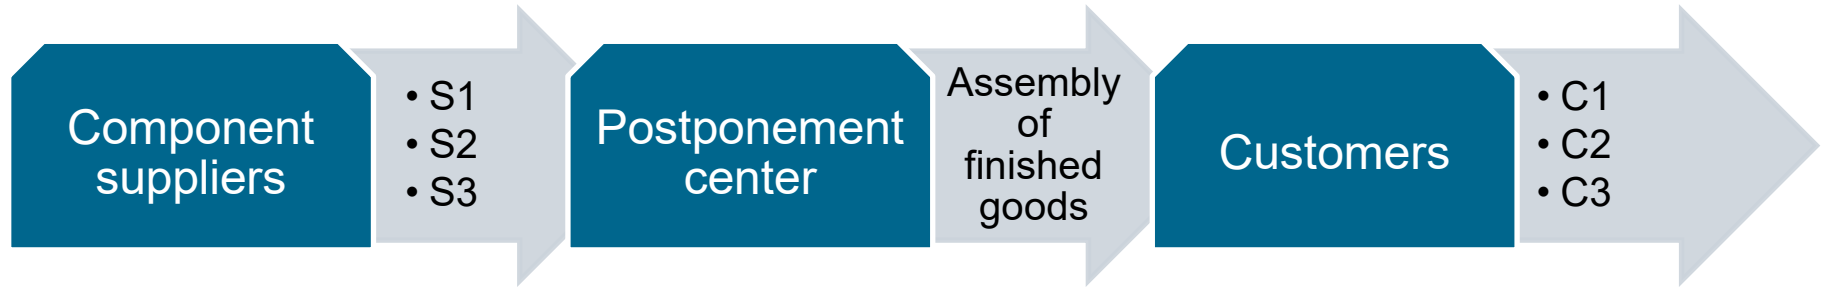 Component
suppliers
• S1
• S2
• S3
Postponement
center
Assembly
of
finished
goods
Customers
• C1
• C2
• C3